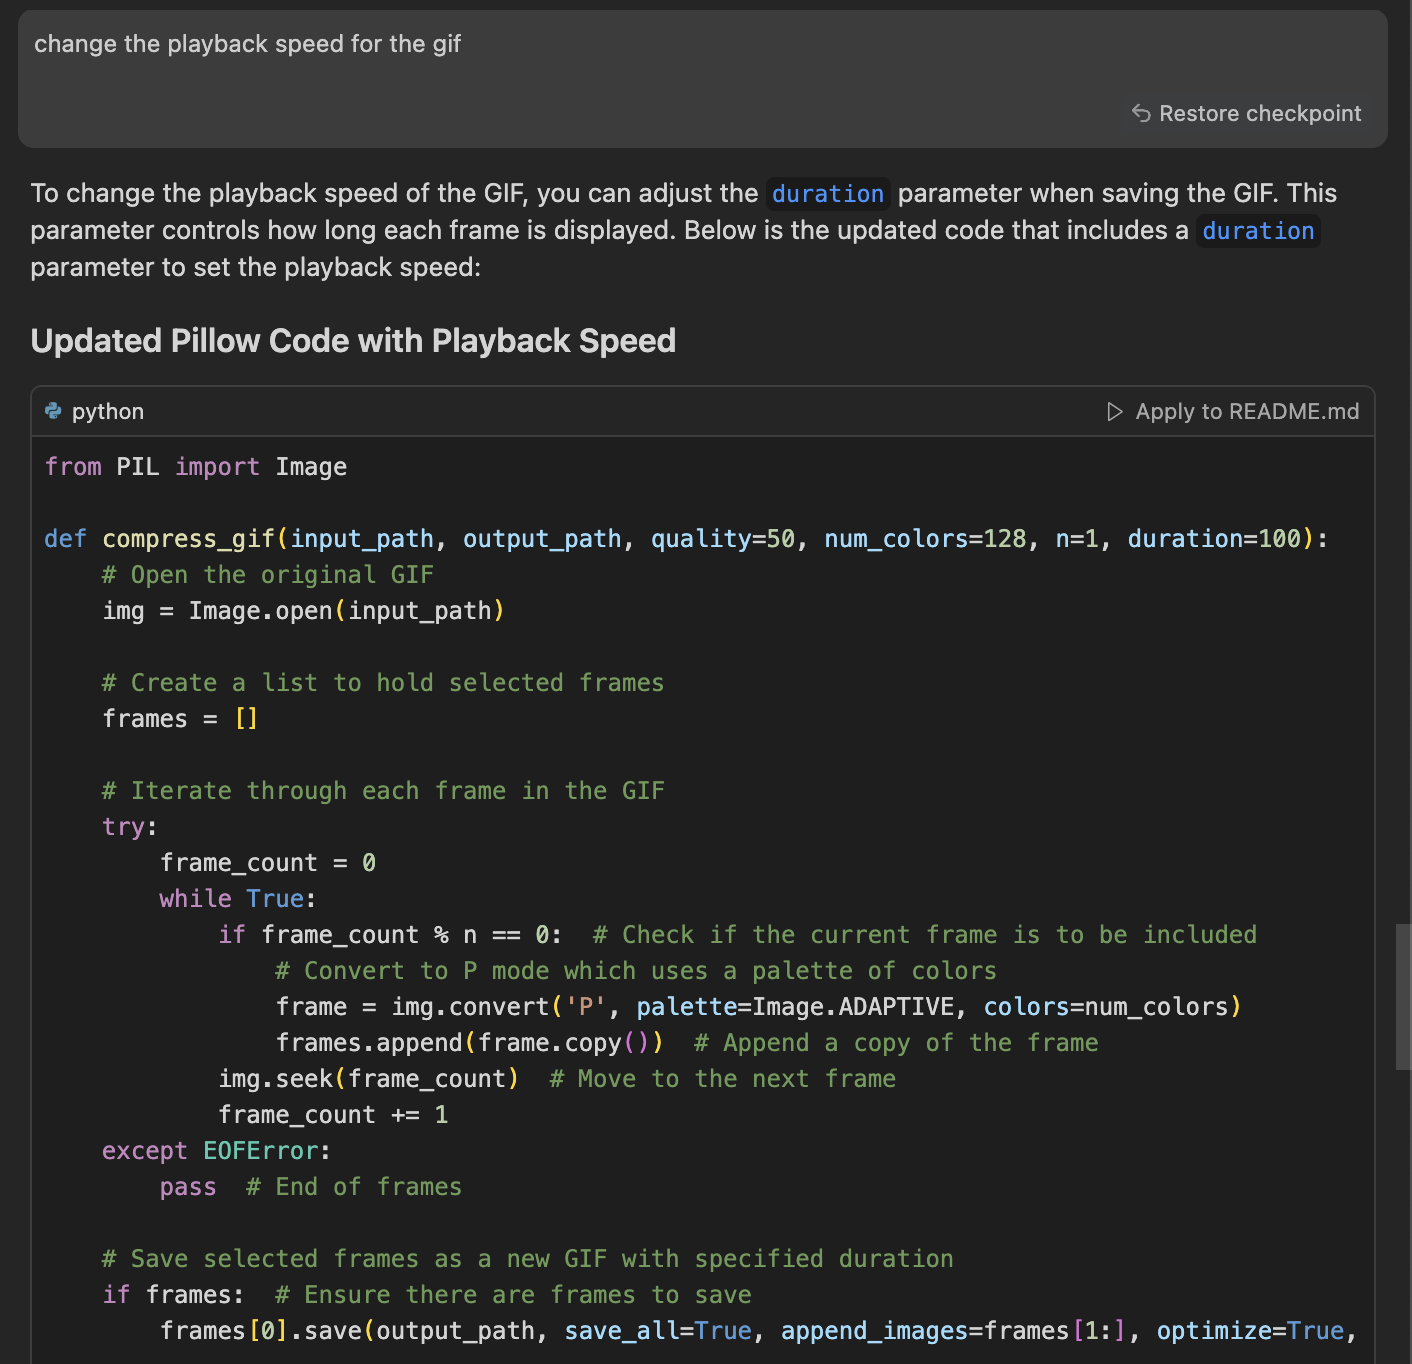 change the playback speed for the gif
Restore checkpoint
To change the playback speed of the GIF, you can adjust the duration parameter when saving the GIF. This
parameter controls how long each frame is displayed. Below is the updated code that includes a duration
parameter to set the playback speed:
Updated Pillow Code with Playback Speed
python
Apply to README.md
from PIL import Image
def compress_gif(input_path, output_path, quality=50, num_colors=128, n=1, duration=100):
    # Open the original GIF
    img = Image.open(input_path)
    # Create a list to hold selected frames
    frames = []
    # Iterate through each frame in the GIF
    try:
        frame_count = 0
        while True:
            if frame_count % n == 0:  # Check if the current frame is to be included
                # Convert to P mode which uses a palette of colors
                frame = img.convert('P', palette=Image.ADAPTIVE, colors=num_colors)
                frames.append(frame.copy())  # Append a copy of the frame
            img.seek(frame_count)  # Move to the next frame
            frame_count += 1
    except EOFError:
        pass  # End of frames
    # Save selected frames as a new GIF with specified duration
    if frames:  # Ensure there are frames to save
        frames[0].save(output_path, save_all=True, append_images=frames[1:], optimize=True,